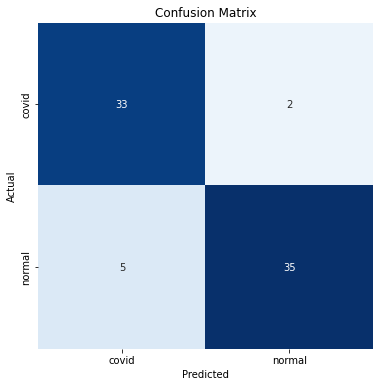 Confusion Matrix
covid
33
2
Actual
normal
5
35
covid
normal
Predicted